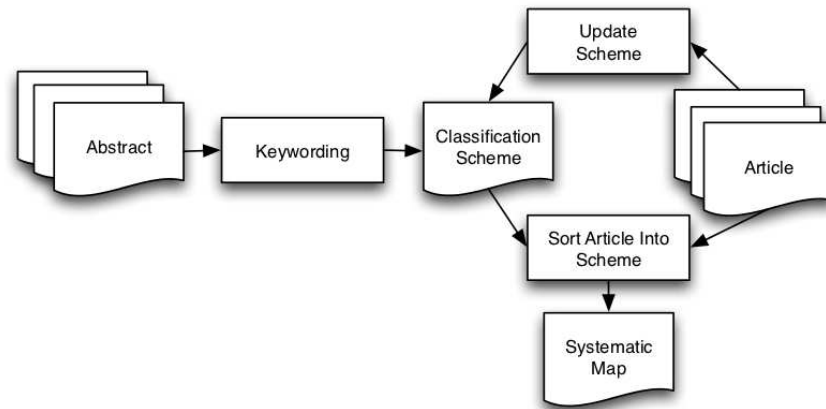 Update
Scheme
Abstract
Keywording
Classification
Scheme
Article
Sort Article Into
Scheme
Systematic
Map